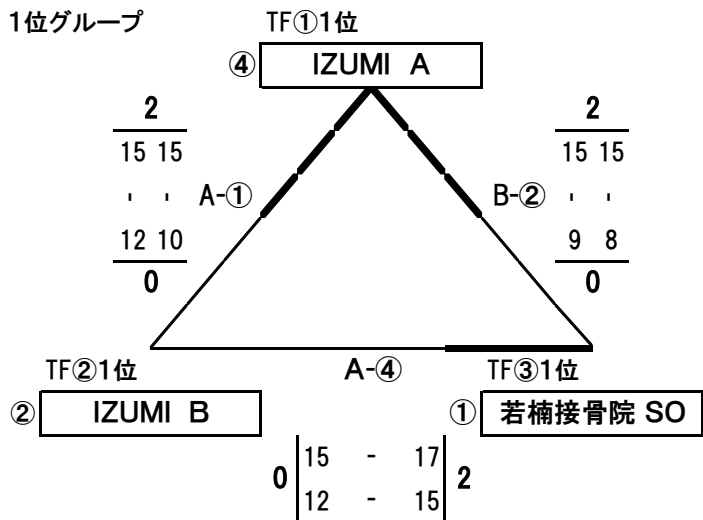 1位グループ
TF①1位
④ IZUMI A
2 2
15 15 15 15
- - A-① B-② - -
12 10 9 8
0 0
TF②1位 A-④ TF③1位
② IZUMI B ① 若楠接骨院 SO
15 - 17
0 2
12 - 15